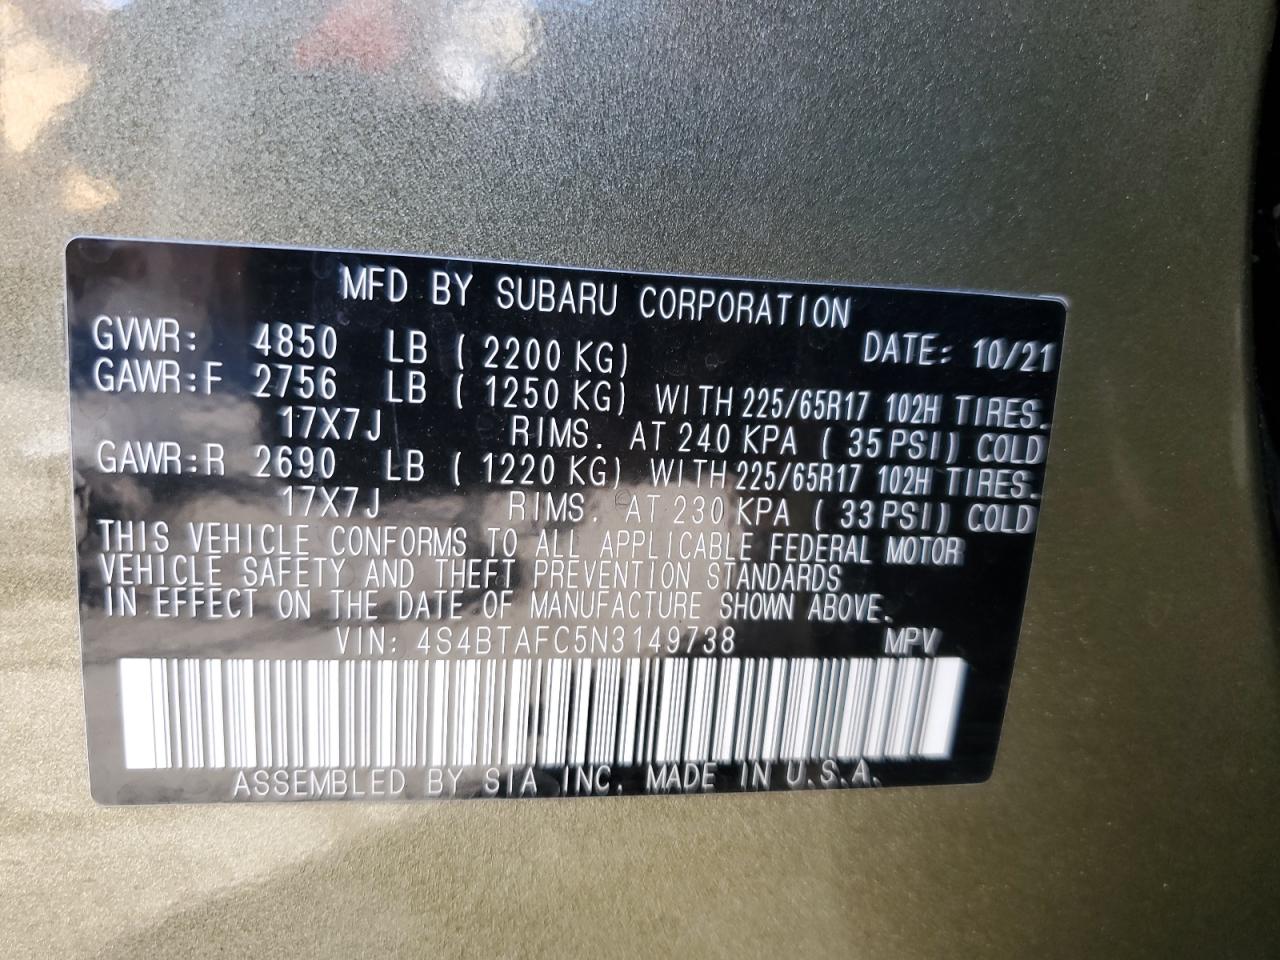 MFD BY SUBARU CORPORATION
GVWR: 4850 LB ( 2200 KG) DATE: 10/21
GAWR:F 2756 LB ( 1250 KG) WITH 225/65R17 102H TIRES.
17X7J RIMS. AT 240 KPA ( 35 PSI) COLD
GAWR:R 2690 LB ( 1220 KG) WITH 225/65R17 102H TIRES.
17X7J RIMS. AT 230 KPA ( 33 PSI) COLD
THIS VEHICLE CONFORMS TO ALL APPLICABLE FEDERAL MOTOR
VEHICLE SAFETY AND THEFT PREVENTION STANDARDS
IN EFFECT ON THE DATE OF MANUFACTURE SHOWN ABOVE.
VIN: 4S4BTAFC5N3149738 MPV
ASSEMBLED BY SIA INC. MADE IN U.S.A.